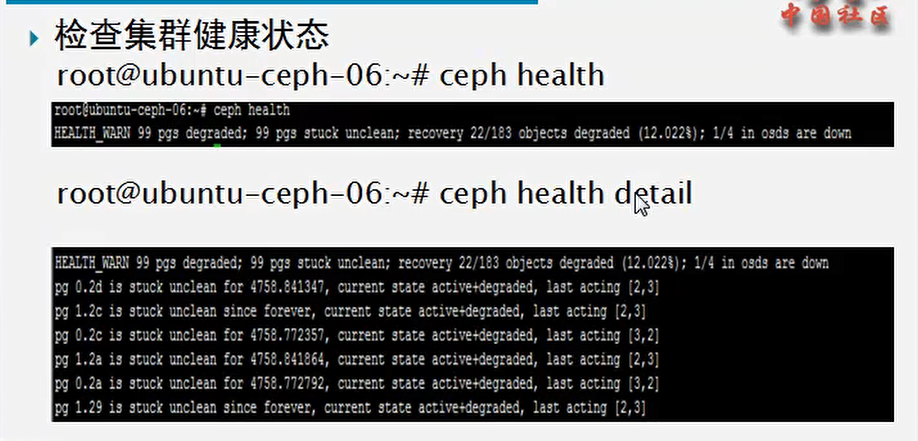 中国社区
检查集群健康状态
root@ubuntu-ceph-06:~# ceph health
root@ubuntu-ceph-06:~# ceph health
HEALTH_WARN 99 pgs degraded; 99 pgs stuck unclean; recovery 22/183 objects degraded (12.022%); 1/4 in osds are down
root@ubuntu-ceph-06:~# ceph health detail
HEALTH_WARN 99 pgs degraded; 99 pgs stuck unclean; recovery 22/183 objects degraded (12.022%); 1/4 in osds are down
pg 0.2d is stuck unclean for 4758.841347, current state active+degraded, last acting [2,3]
pg 1.2c is stuck unclean since forever, current state active+degraded, last acting [2,3]
pg 0.2c is stuck unclean for 4758.772357, current state active+degraded, last acting [3,2]
pg 1.2a is stuck unclean for 4758.841864, current state active+degraded, last acting [2,3]
pg 0.2a is stuck unclean for 4758.772792, current state active+degraded, last acting [3,2]
pg 1.29 is stuck unclean since forever, current state active+degraded, last acting [2,3]